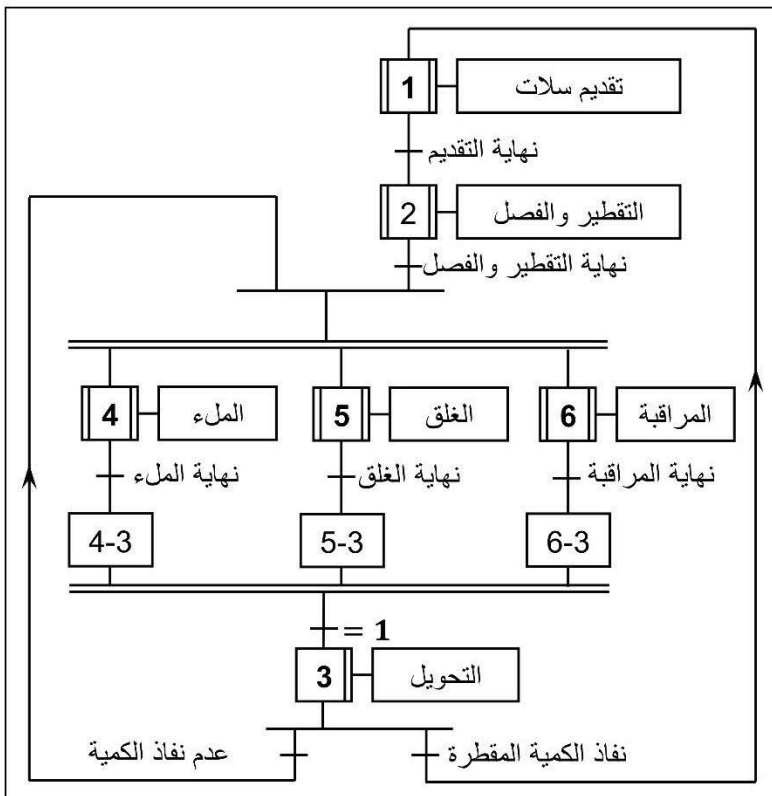 1 تقديم سلات
نهاية التقديم
2 التقطير والفصل
نهاية التقطير والفصل
4 الملء 5 الغلق 6 المراقبة
نهاية الملء نهاية الغلق نهاية المراقبة
4-3 5-3 6-3
= 1
3 التحويل
عدم نفاذ الكمية نفاذ الكمية المقطرة